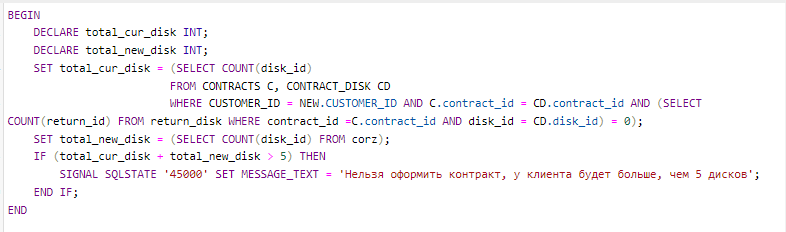 BEGIN
DECLARE total_cur_disk INT;
DECLARE total_new_disk INT;
SET total_cur_disk = (SELECT COUNT(disk_id)
FROM CONTRACTS C, CONTRACT_DISK CD
WHERE CUSTOMER_ID = NEW.CUSTOMER_ID AND C.contract_id = CD.contract_id AND (SELECT
COUNT(return_id) FROM return_disk WHERE contract_id =C.contract_id AND disk_id = CD.disk_id) = 0);
SET total_new_disk = (SELECT COUNT(disk_id) FROM corz);
IF (total_cur_disk + total_new_disk > 5) THEN
SIGNAL SQLSTATE '45000' SET MESSAGE_TEXT = 'Нельзя оформить контракт, у клиента будет больше, чем 5 дисков';
END IF;
END